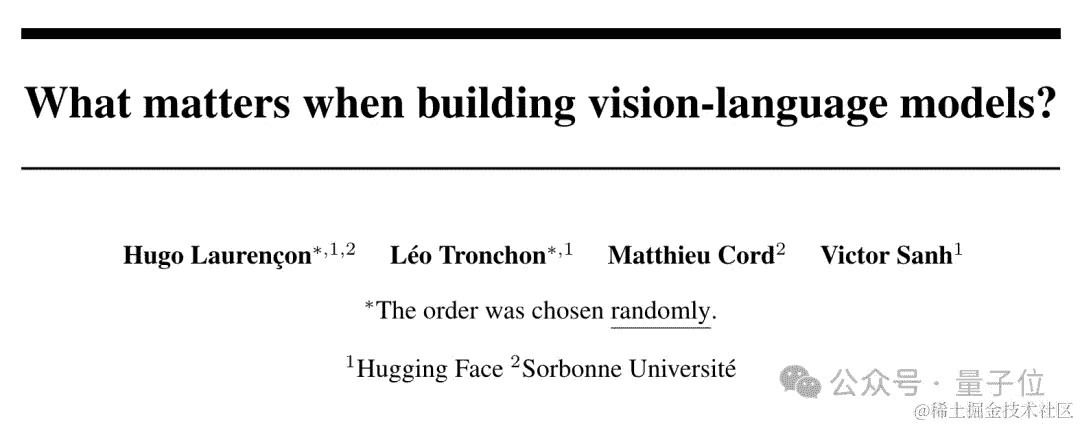 What matters when building vision-language models?
Hugo Laurençon*,1,2 Léo Tronchon*,1 Matthieu Cord2 Victor Sanh1
*The order was chosen randomly.
1Hugging Face 2Sorbonne Université
公众号 · 量子位
@稀土掘金技术社区